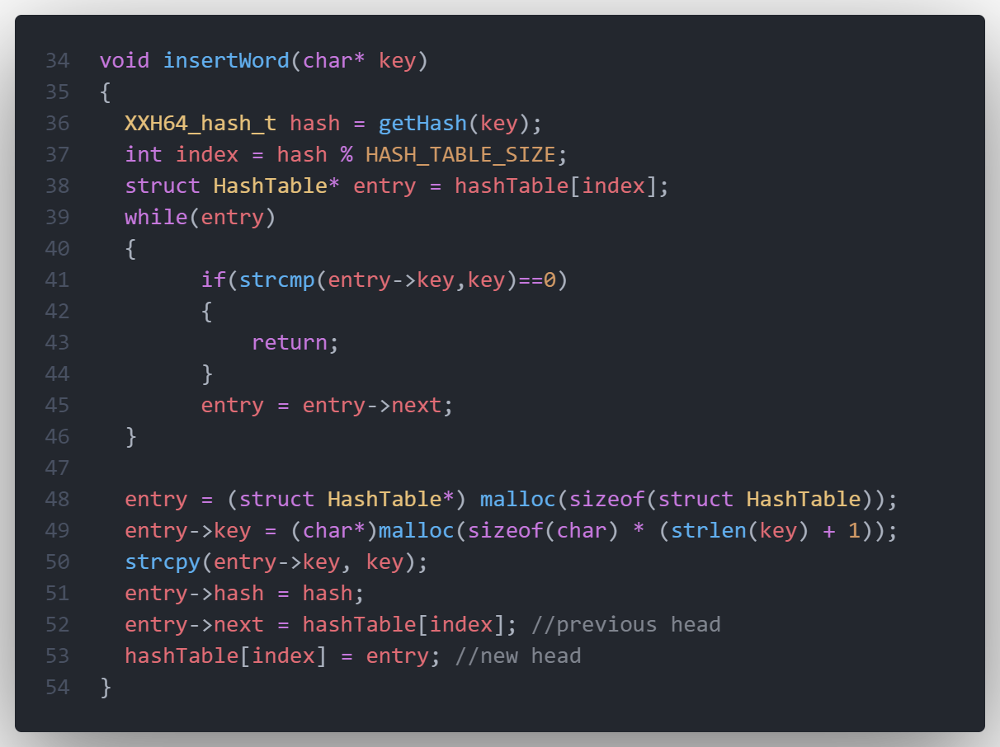 34 void insertWord(char* key)
35 {
36   XXH64_hash_t hash = getHash(key);
37   int index = hash % HASH_TABLE_SIZE;
38   struct HashTable* entry = hashTable[index];
39   while(entry)
40   {
41         if(strcmp(entry->key,key)==0)
42         {
43             return;
44         }
45         entry = entry->next;
46   }
47
48   entry = (struct HashTable*) malloc(sizeof(struct HashTable));
49   entry->key = (char*)malloc(sizeof(char) * (strlen(key) + 1));
50   strcpy(entry->key, key);
51   entry->hash = hash;
52   entry->next = hashTable[index]; //previous head
53   hashTable[index] = entry; //new head
54 }